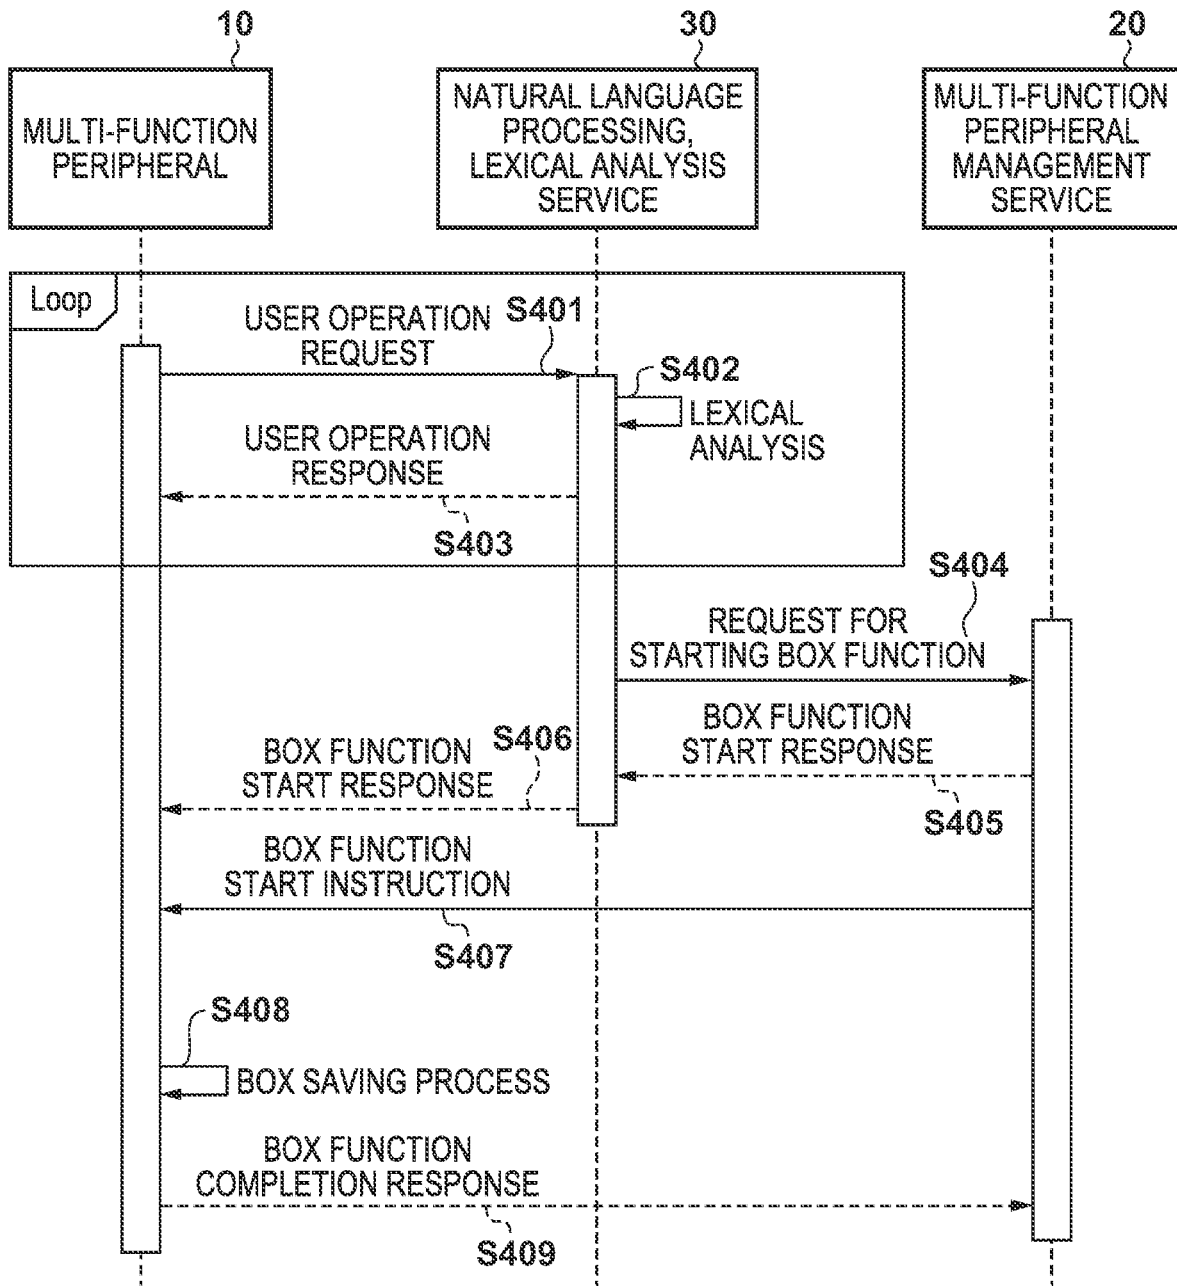 10
30
20
MULTI-FUNCTION
PERIPHERAL
NATURAL LANGUAGE
PROCESSING,
LEXICAL ANALYSIS
SERVICE
MULTI-FUNCTION
PERIPHERAL
MANAGEMENT
SERVICE
Loop
USER OPERATION
REQUEST
S401
S402
LEXICAL
ANALYSIS
USER OPERATION
RESPONSE
S403
S404
REQUEST FOR
STARTING BOX FUNCTION
BOX FUNCTION
START RESPONSE
S405
S406
BOX FUNCTION
START RESPONSE
BOX FUNCTION
START INSTRUCTION
S407
S408
BOX SAVING PROCESS
BOX FUNCTION
COMPLETION RESPONSE
S409